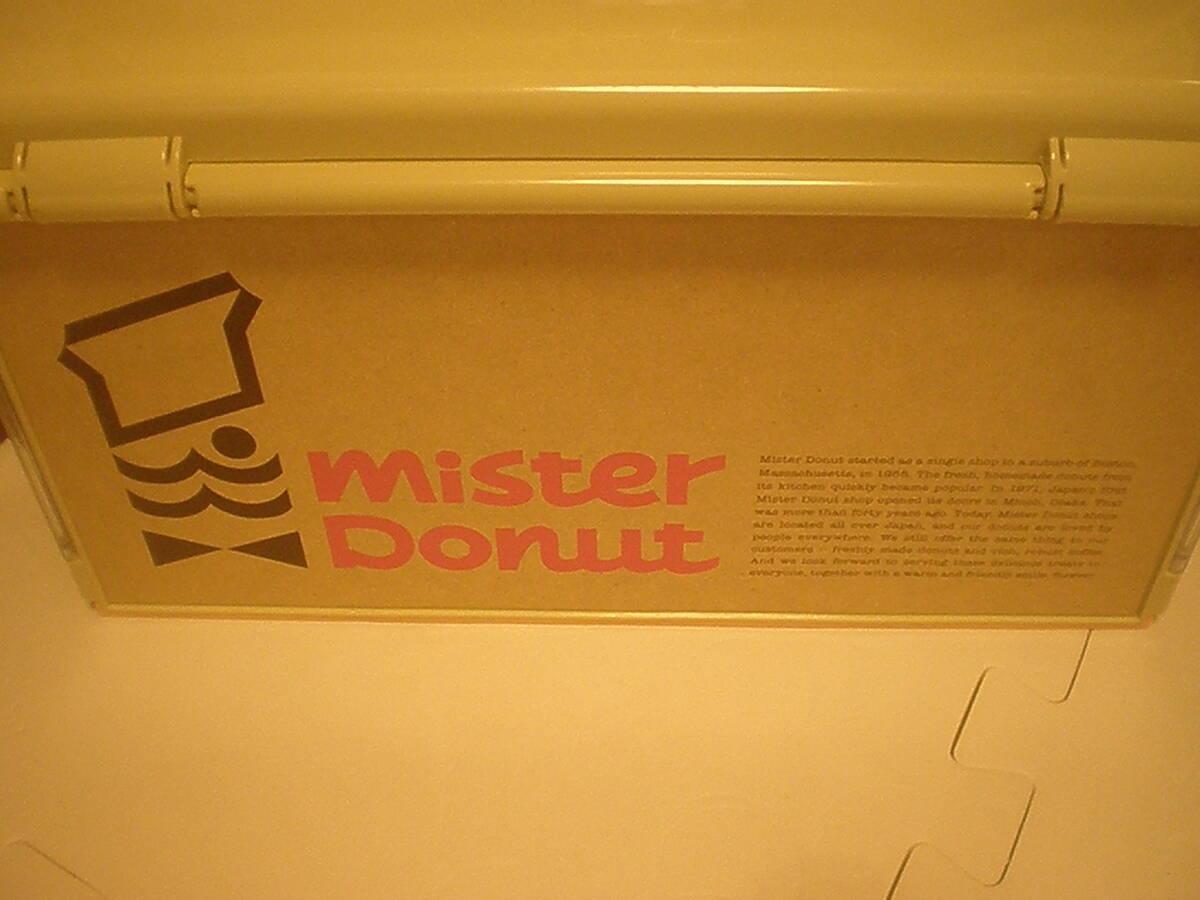 mister
Donut
Mister Donut started as a single shop in a suburb of Boston,
Massachusetts, in 1955. The fresh, homemade donuts from
its kitchen quickly became popular. In 1971, Japan's first
Mister Donut shop opened its doors in Minoh, Osaka. That
was more than forty years ago. Today, Mister Donut shops
are located all over Japan, and our donuts are loved by
people everywhere. We still offer the same thing to our
customers - freshly made donuts and rich, robust coffee.
And we look forward to serving these delicious treats to
everyone, together with a warm and friendly smile, forever.